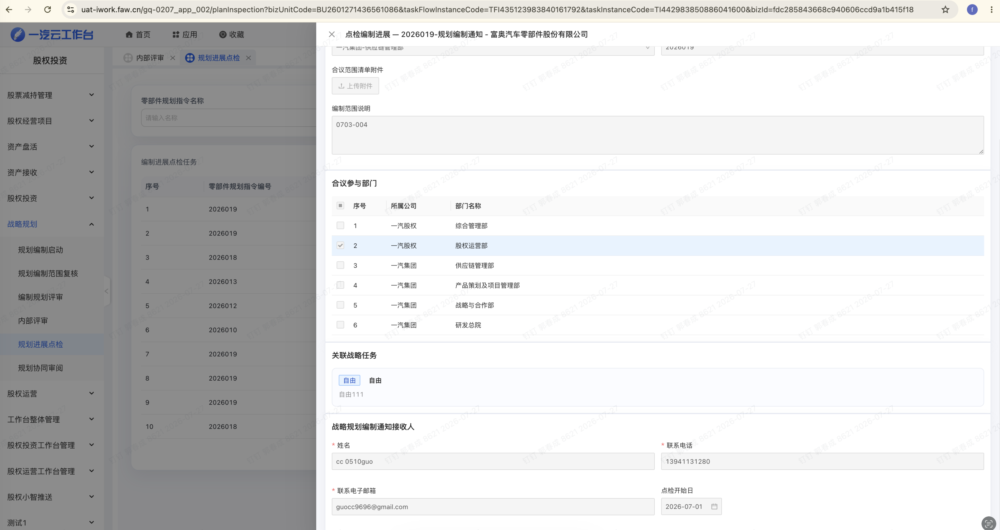 uat-iwork.faw.cn/gq-0207_app_002/planInspection?bizUnitCode=BU2601271436561086&taskFlowInstanceCode=TFI435123983840161792&taskInstanceCode=TI442983850886041600&bizId=fdc285843668c940606ccd9a1b415f18
f
一汽云工作台
首页
应用
收藏
点检编制进展 — 2026019-规划编制通知 - 富奥汽车零部件股份有限公司
股权投资
内部评审
规划进展点检
股票减持管理
股权经营项目
资产盘活
资产接收
股权投资
战略规划
规划编制启动
规划编制范围复核
编制规划评审
内部评审
规划进展点检
规划协同审阅
股权运营
工作台整体管理
股权投资工作台管理
股权运营工作台管理
股权小智推送
测试1
零部件规划指令名称
请输入名称
编制进展点检任务
序号 零部件规划指令编号
1 2026019
2 2026019
3 2026018
4 2026013
5 2026012
6 2026010
7 2026019
8 2026019
9 2026019
10 2026018
一汽集团-供应链管理部
2026019
合议范围清单附件
上传附件
编制范围说明
0703-004
合议参与部门
序号 所属公司 部门名称
1 一汽股权 综合管理部
2 一汽股权 股权运营部
3 一汽集团 供应链管理部
4 一汽集团 产品策划及项目管理部
5 一汽集团 战略与合作部
6 一汽集团 研发总院
关联战略任务
自由 自由
自由111
战略规划编制通知接收人
* 姓名
cc 0510guo
* 联系电话
13941131280
* 联系电子邮箱
guocc9696@gmail.com
点检开始日
2026-07-01
钉钉 郭春成 8621 2026-07-27